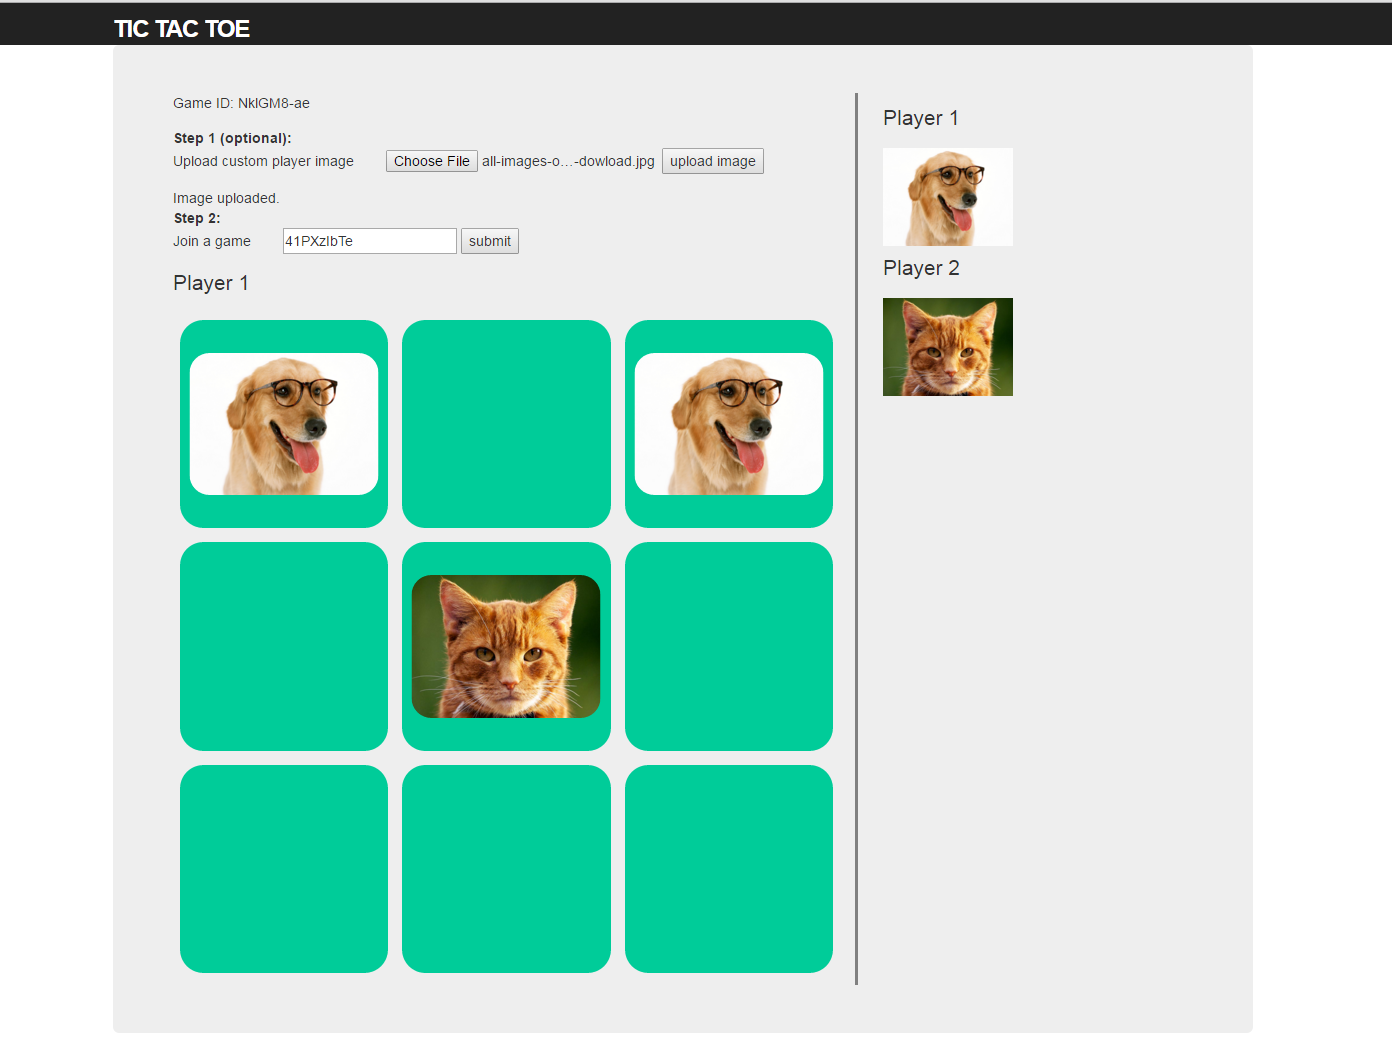 TIC TAC TOE
Game ID: NkIGM8-ae
Step 1 (optional):
Upload custom player image Choose File all-images-o...-dowload.jpg upload image
Image uploaded.
Step 2:
Join a game 41PXzIbTe submit
Player 1
Player 1
Player 2